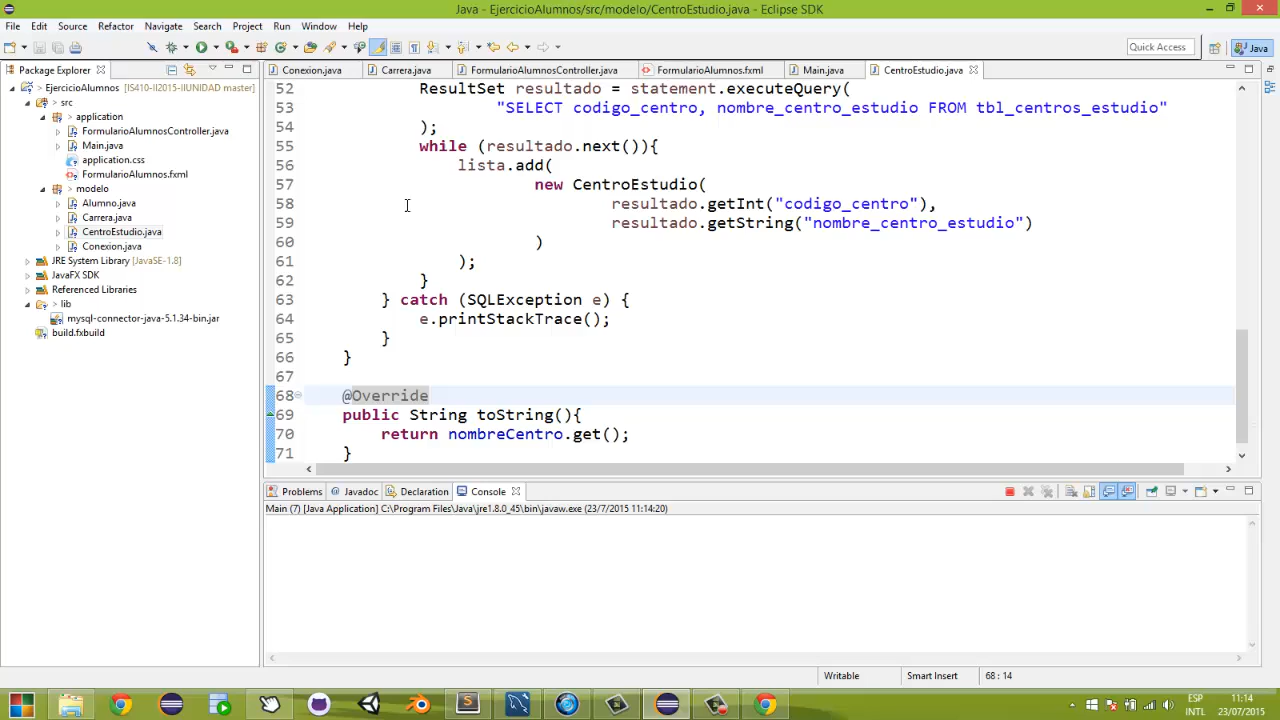 Java - EjercicioAlumnos/src/modelo/CentroEstudio.java - Eclipse SDK
File Edit Source Refactor Navigate Search Project Run Window Help
Quick Access
Java
Package Explorer
Conexion.java
Carrera.java
FormularioAlumnosController.java
FormularioAlumnos.fxml
Main.java
CentroEstudio.java
EjercicioAlumnos [IS410-II2015-IIUNIDAD master]
> src
> application
FormularioAlumnosController.java
Main.java
application.css
FormularioAlumnos.fxml
> modelo
Alumno.java
Carrera.java
CentroEstudio.java
Conexion.java
JRE System Library [JavaSE-1.8]
JavaFX SDK
Referenced Libraries
> lib
mysql-connector-java-5.1.34-bin.jar
build.fxbuild
52 ResultSet resultado = statement.executeQuery(
53 "SELECT codigo_centro, nombre_centro_estudio FROM tbl_centros_estudio"
54 );
55 while (resultado.next()){
56 lista.add(
57 new CentroEstudio(
58 resultado.getInt("codigo_centro"),
59 resultado.getString("nombre_centro_estudio")
60 )
61 );
62 }
63 } catch (SQLException e) {
64 e.printStackTrace();
65 }
66 }
67
68 @Override
69 public String toString(){
70 return nombreCentro.get();
71 }
Problems @ Javadoc Declaration Console
Main (7) [Java Application] C:\Program Files\Java\jre1.8.0_45\bin\javaw.exe (23/7/2015 11:14:20)
Writable Smart Insert 68 : 14
ESP
INTL
11:14
23/07/2015